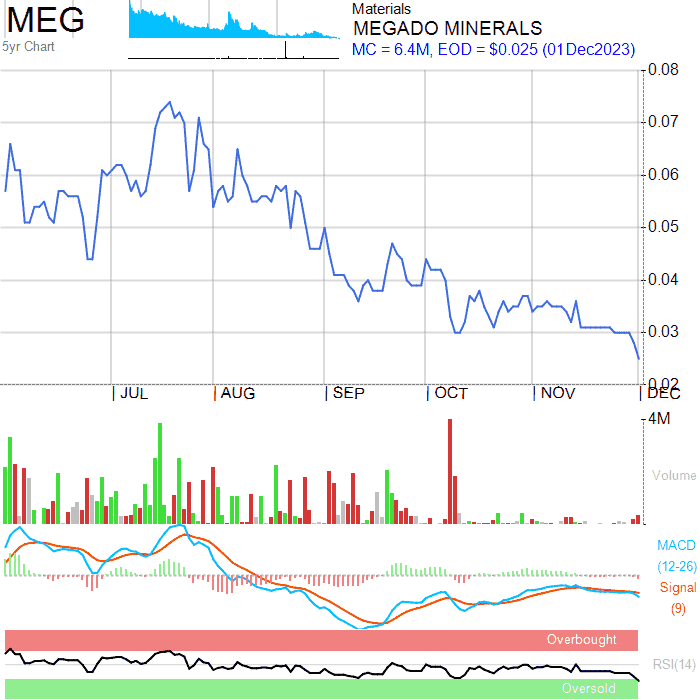 MEG
5yr Chart
Materials
MEGADO MINERALS
MC = 6.4M, EOD = $0.025 (01Dec2023)
0.08
0.07
0.06
0.05
0.04
0.03
0.02
| JUL | AUG | SEP | OCT | NOV | DEC
4M
Volume
MACD
(12-26)
Signal
(9)
Overbought
RSI(14)
Oversold